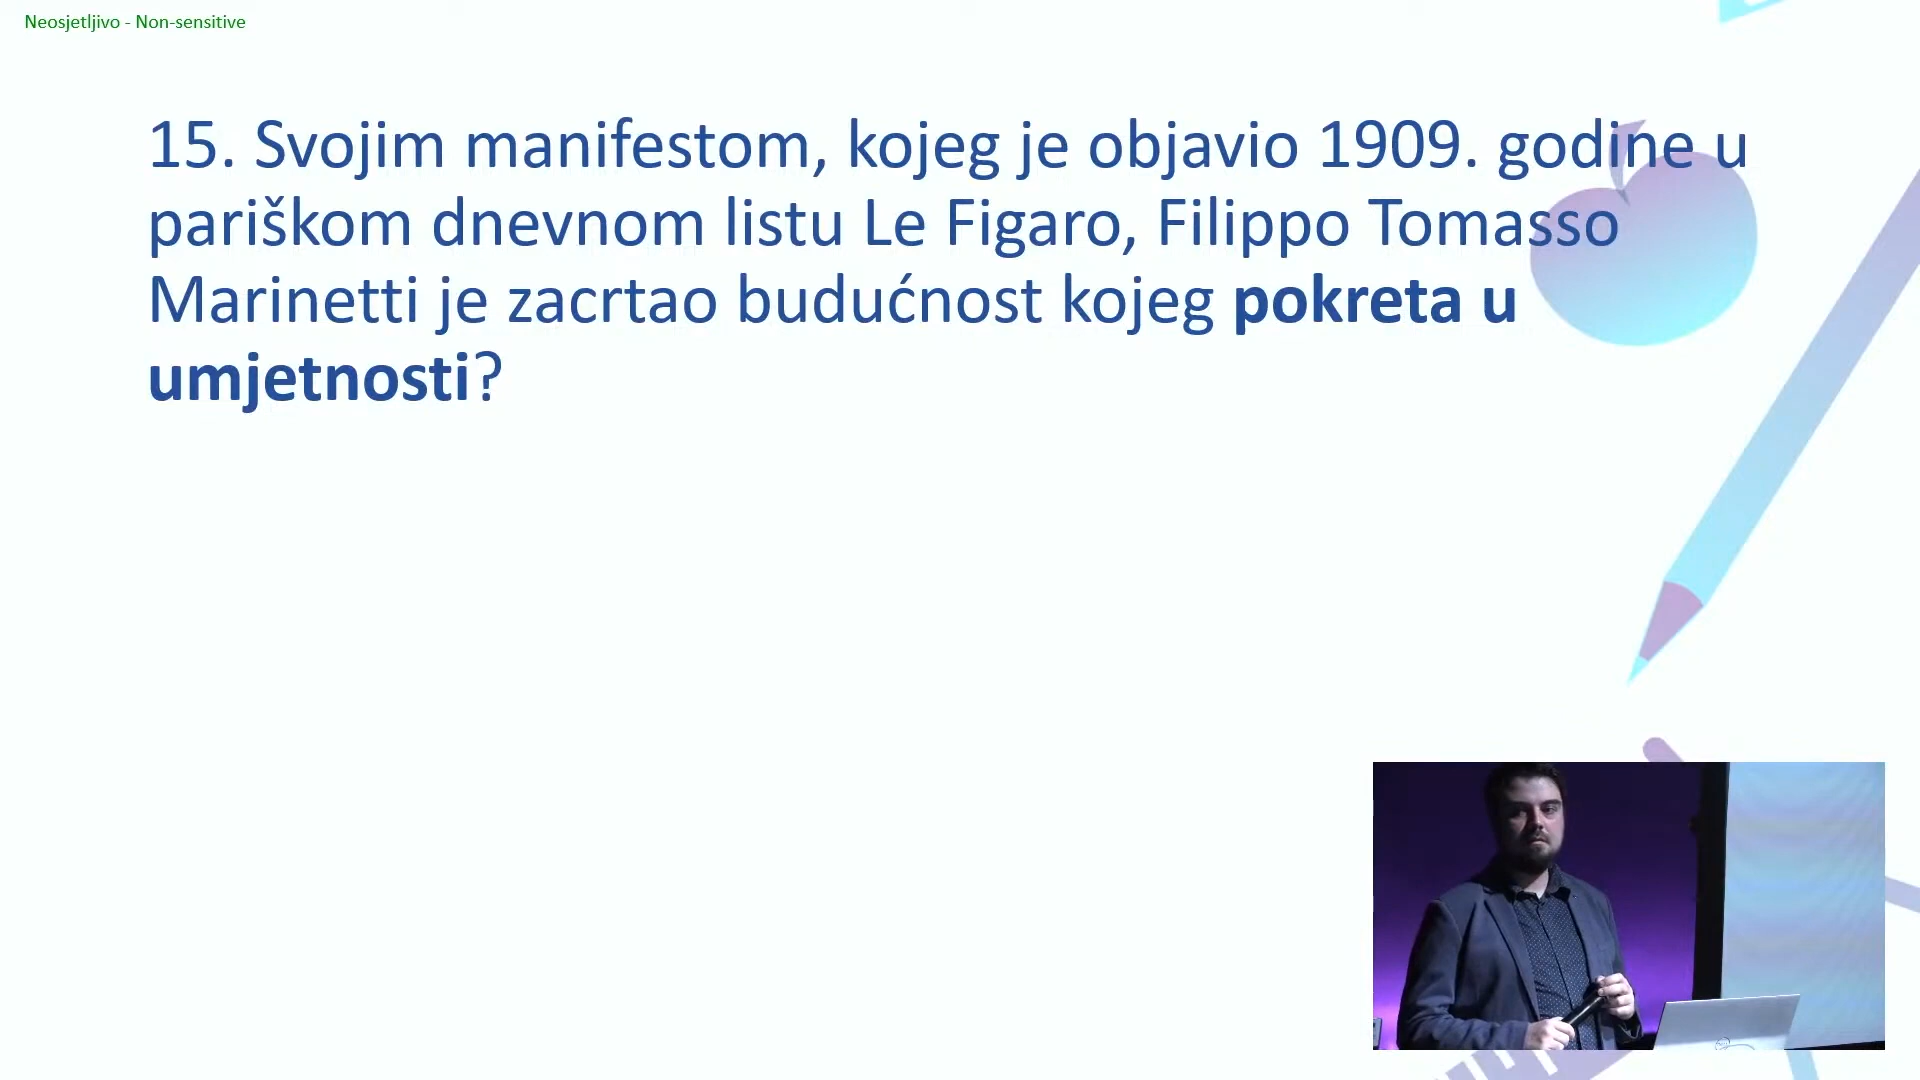 Neosjetljivo - Non-sensitive
15. Svojim manifestom, kojeg je objavio 1909. godine u
pariškom dnevnom listu Le Figaro, Filippo Tomasso
Marinetti je zacrtao budućnost kojeg pokreta u
umjetnosti?